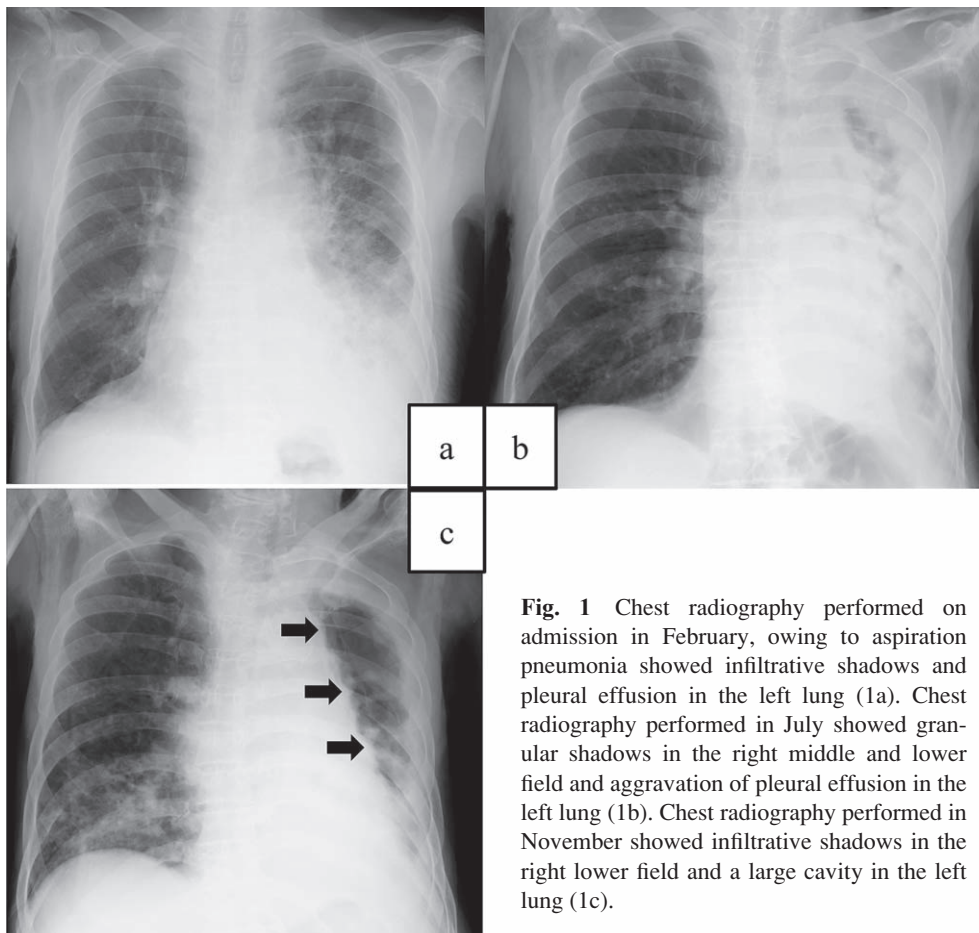 a
b
c
Fig. 1 Chest radiography performed on
admission in February, owing to aspiration
pneumonia showed infiltrative shadows and
pleural effusion in the left lung (1a). Chest
radiography performed in July showed gran-
ular shadows in the right middle and lower
field and aggravation of pleural effusion in the
left lung (1b). Chest radiography performed in
November showed infiltrative shadows in the
right lower field and a large cavity in the left
lung (1c).